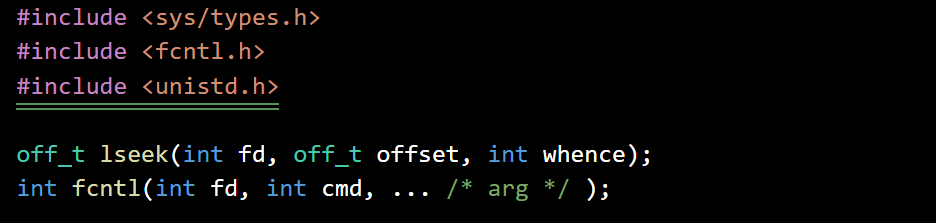 #include <sys/types.h>
#include <fcntl.h>
#include <unistd.h>
off_t lseek(int fd, off_t offset, int whence);
int fcntl(int fd, int cmd, ... /* arg */ );